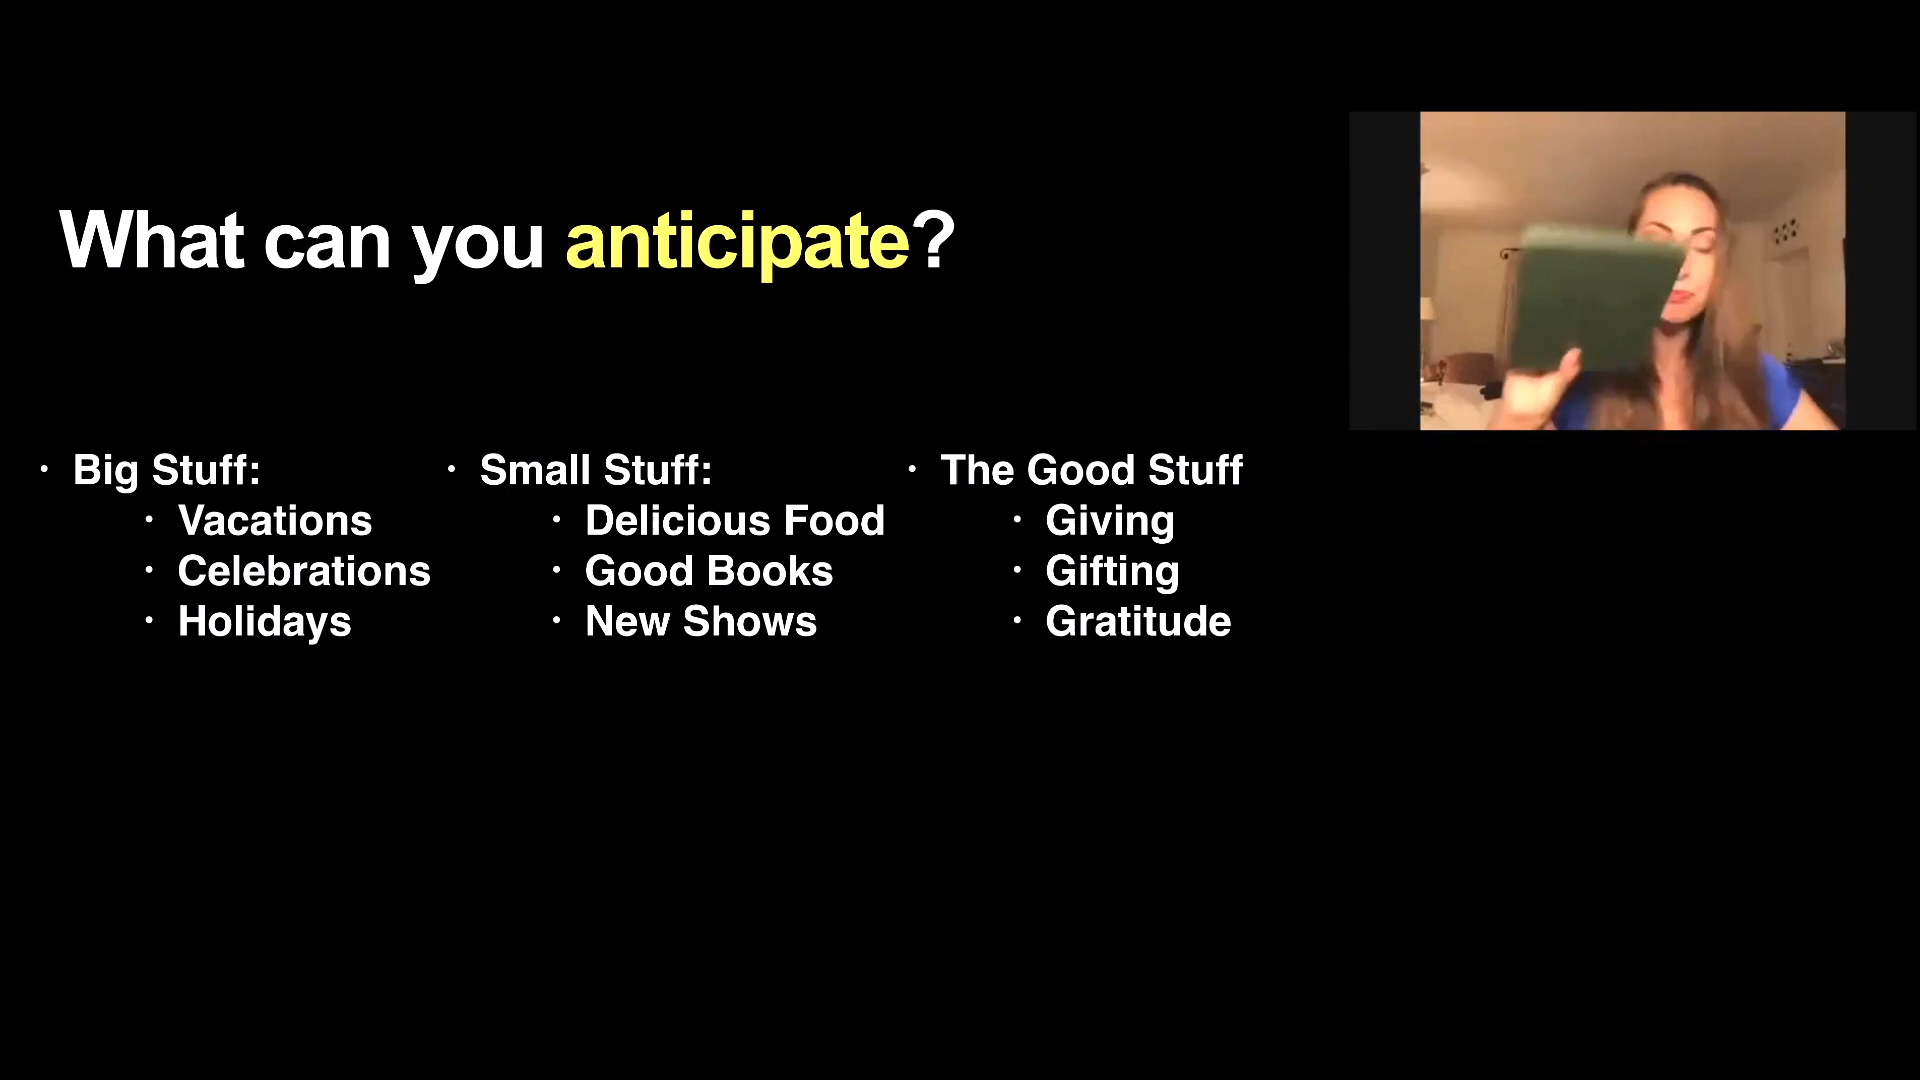 What can you anticipate?
· Big Stuff:
· Vacations
· Celebrations
· Holidays
· Small Stuff:
· Delicious Food
· Good Books
· New Shows
· The Good Stuff
· Giving
· Gifting
· Gratitude